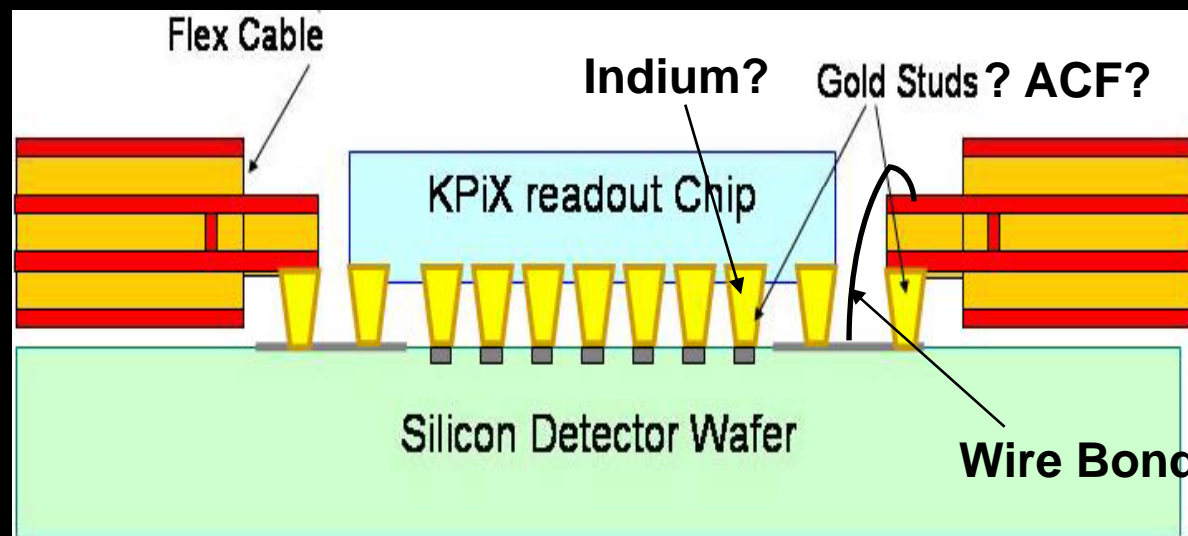 Flex Cable
Indium?
Gold Studs ? ACF?
KPiX readout Chip
Silicon Detector Wafer
Wire Bond